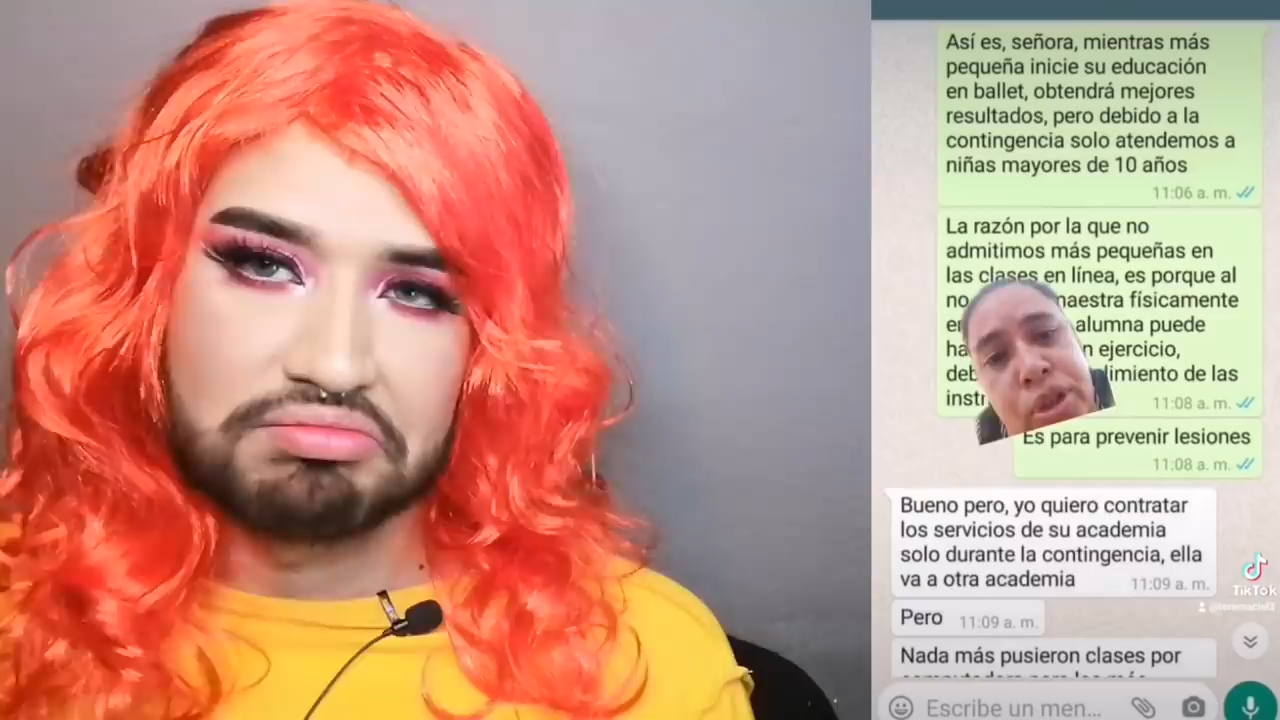 Así es, señora, mientras más
pequeña inicie su educación
en ballet, obtendrá mejores
resultados, pero debido a la
contingencia solo atendemos a
niñas mayores de 10 años
11:06 a. m.
La razón por la que no
admitimos más pequeñas en
las clases en línea, es porque al
no maestra físicamente
alumna puede
ejercicio,
de las
11:08 a. m.
Es para prevenir lesiones
11:08 a. m.
Bueno pero, yo quiero contratar
los servicios de su academia
solo durante la contingencia, ella
va a otra academia 11:09 a. m.
Pero 11:09 a. m.
Nada más pusieron clases por
TikTok
Escribe un men...